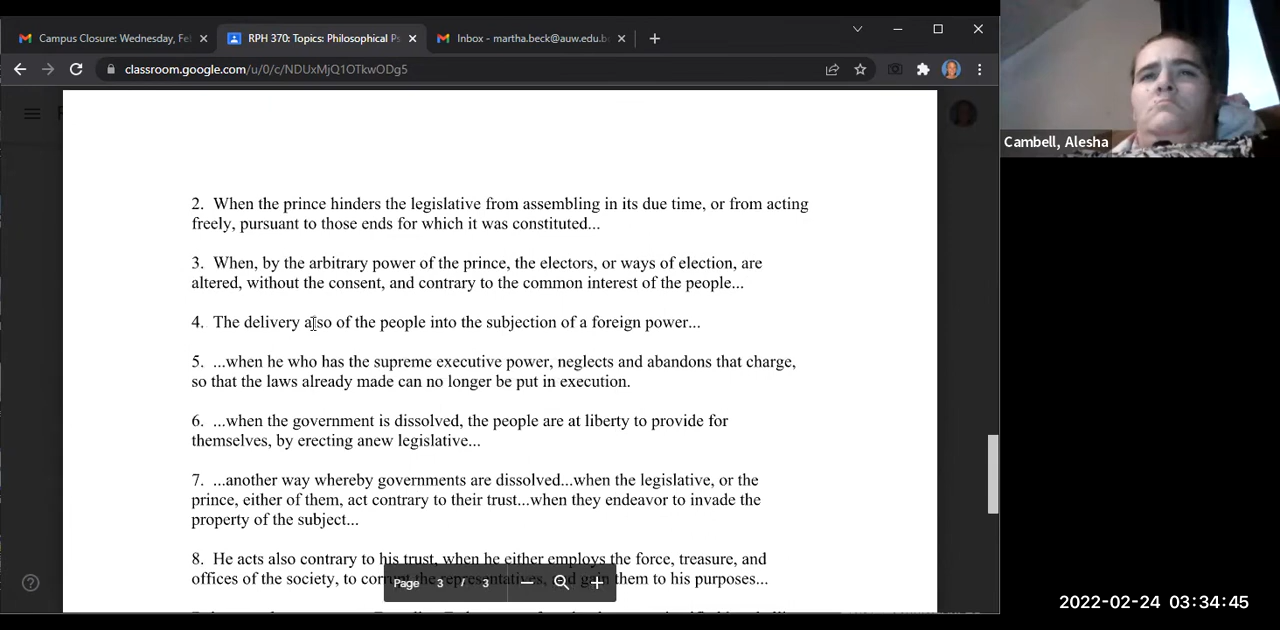 Campus Closure: Wednesday, Fe
RPH 370: Topics: Philosophical Ps
Inbox - martha.beck@auw.edu.b
classroom.google.com/u/0/c/NDUxMjQ1OTkwODg5
Cambell, Alesha
2. When the prince hinders the legislative from assembling in its due time, or from acting
freely, pursuant to those ends for which it was constituted...
3. When, by the arbitrary power of the prince, the electors, or ways of election, are
altered, without the consent, and contrary to the common interest of the people...
4. The delivery also of the people into the subjection of a foreign power...
5. ...when he who has the supreme executive power, neglects and abandons that charge,
so that the laws already made can no longer be put in execution.
6. ...when the government is dissolved, the people are at liberty to provide for
themselves, by erecting anew legislative...
7. ...another way whereby governments are dissolved...when the legislative, or the
prince, either of them, act contrary to their trust...when they endeavor to invade the
property of the subject...
8. He acts also contrary to his trust, when he either employs the force, treasure, and
offices of the society, to corrupt the representatives, and gain them to his purposes...
Page 3 / 3
2022-02-24 03:34:45